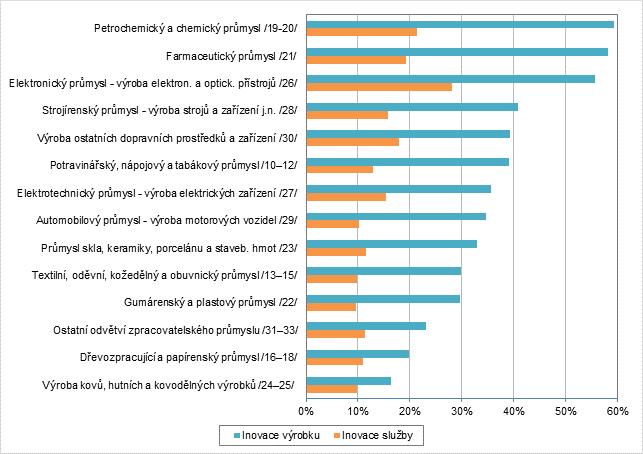 Petrochemický a chemický průmysl /19-20/
Farmaceutický průmysl /21/
Elektronický průmysl - výroba elektron. a optick. přístrojů /26/
Strojírenský průmysl - výroba strojů a zařízení j.n. /28/
Výroba ostatních dopravních prostředků a zařízení /30/
Potravinářský, nápojový a tabákový průmysl /10–12/
Elektrotechnický průmysl - výroba elektrických zařízení /27/
Automobilový průmysl - výroba motorových vozidel /29/
Průmysl skla, keramiky, porcelánu a staveb. hmot /23/
Textilní, oděvní, kožedělný a obuvnický průmysl /13–15/
Gumárenský a plastový průmysl /22/
Ostatní odvětví zpracovatelského průmyslu /31–33/
Dřevozpracující a papírenský průmysl /16–18/
Výroba kovů, hutních a kovodělných výrobků /24–25/
0% 10% 20% 30% 40% 50% 60%
Inovace výrobku Inovace služby